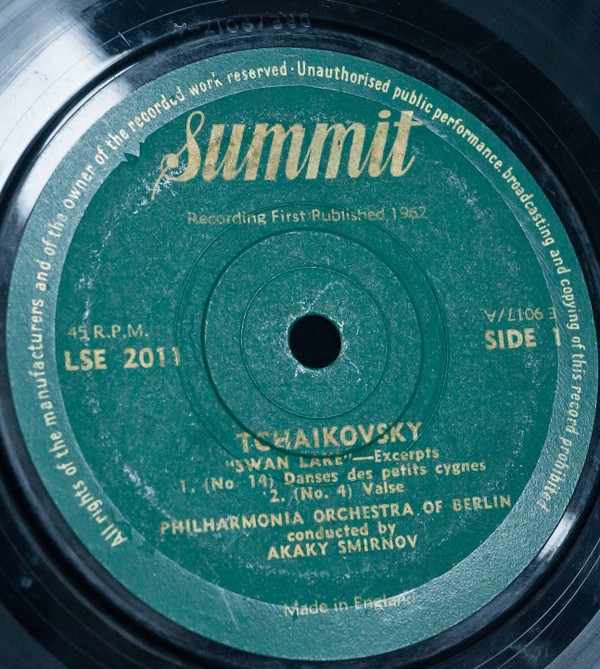 All rights of the manufacturers and of the owner of the recorded work reserved · Unauthorised public performance, broadcasting and copying of this record prohibited
Summit
Recording First Published 1962
45 R.P.M.
LSE 2011
E 9017/A
SIDE 1
TCHAIKOVSKY
"SWAN LAKE"—Excerpts
1. (No 14) Danses des petits cygnes
2. (No. 4) Valse
PHILHARMONIA ORCHESTRA OF BERLIN
conducted by
AKAKY SMIRNOV
Made in England